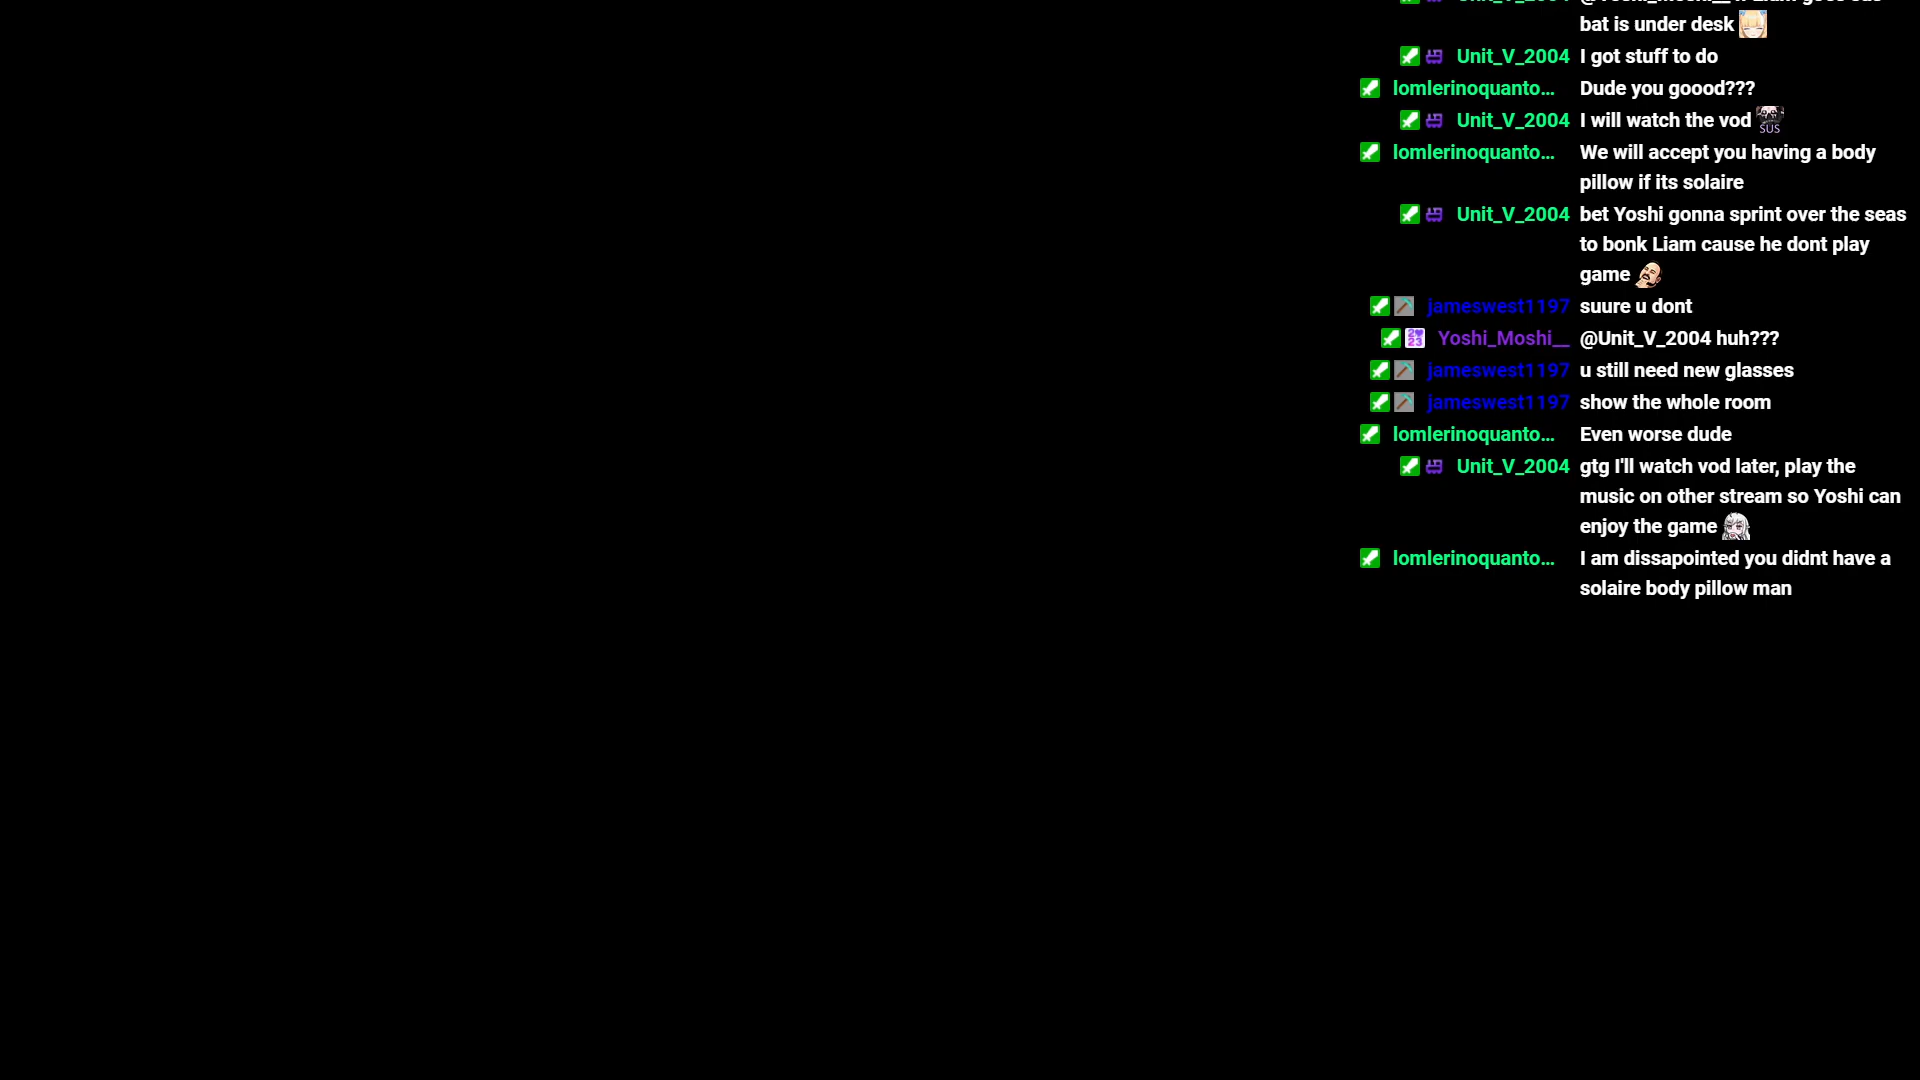 bat is under desk
Unit_V_2004 I got stuff to do
lomlerinoquanto... Dude you goood???
Unit_V_2004 I will watch the vod SUS
lomlerinoquanto... We will accept you having a body
pillow if its solaire
Unit_V_2004 bet Yoshi gonna sprint over the seas
to bonk Liam cause he dont play
game
jameswest1197 suure u dont
Yoshi_Moshi__ @Unit_V_2004 huh???
jameswest1197 u still need new glasses
jameswest1197 show the whole room
lomlerinoquanto... Even worse dude
Unit_V_2004 gtg I'll watch vod later, play the
music on other stream so Yoshi can
enjoy the game
lomlerinoquanto... I am dissapointed you didnt have a
solaire body pillow man